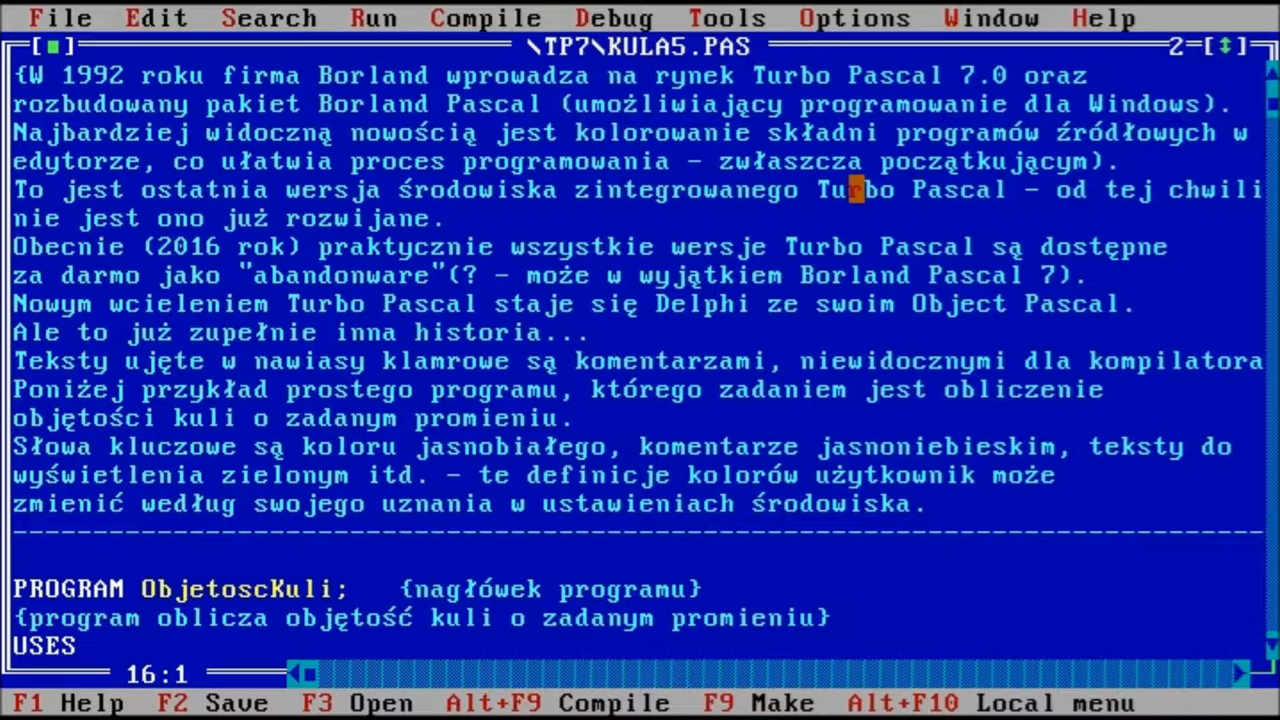 File Edit Search Run Compile Debug Tools Options Window Help
[■] \TP7\KULA5.PAS 2=[↕]
{W 1992 roku firma Borland wprowadza na rynek Turbo Pascal 7.0 oraz
rozbudowany pakiet Borland Pascal (umożliwiający programowanie dla Windows).
Najbardziej widoczną nowością jest kolorowanie składni programów źródłowych w
edytorze, co ułatwia proces programowania - zwłaszcza początkującym).
To jest ostatnia wersja środowiska zintegrowanego Turbo Pascal - od tej chwili
nie jest ono już rozwijane.
Obecnie (2016 rok) praktycznie wszystkie wersje Turbo Pascal są dostępne
za darmo jako "abandonware"(? - może w wyjątkiem Borland Pascal 7).
Nowym wcieleniem Turbo Pascal staje się Delphi ze swoim Object Pascal.
Ale to już zupełnie inna historia...
Teksty ujęte w nawiasy klamrowe są komentarzami, niewidocznymi dla kompilatora
Poniżej przykład prostego programu, którego zadaniem jest obliczenie
objętości kuli o zadanym promieniu.
Słowa kluczowe są koloru jasnobiałego, komentarze jasnoniebieskim, teksty do
wyświetlenia zielonym itd. - te definicje kolorów użytkownik może
zmienić według swojego uznania w ustawieniach środowiska.
------------------------------------------------------------------------------
PROGRAM ObjetoscKuli; {nagłówek programu}
{program oblicza objętość kuli o zadanym promieniu}
USES
16:1
F1 Help F2 Save F3 Open Alt+F9 Compile F9 Make Alt+F10 Local menu